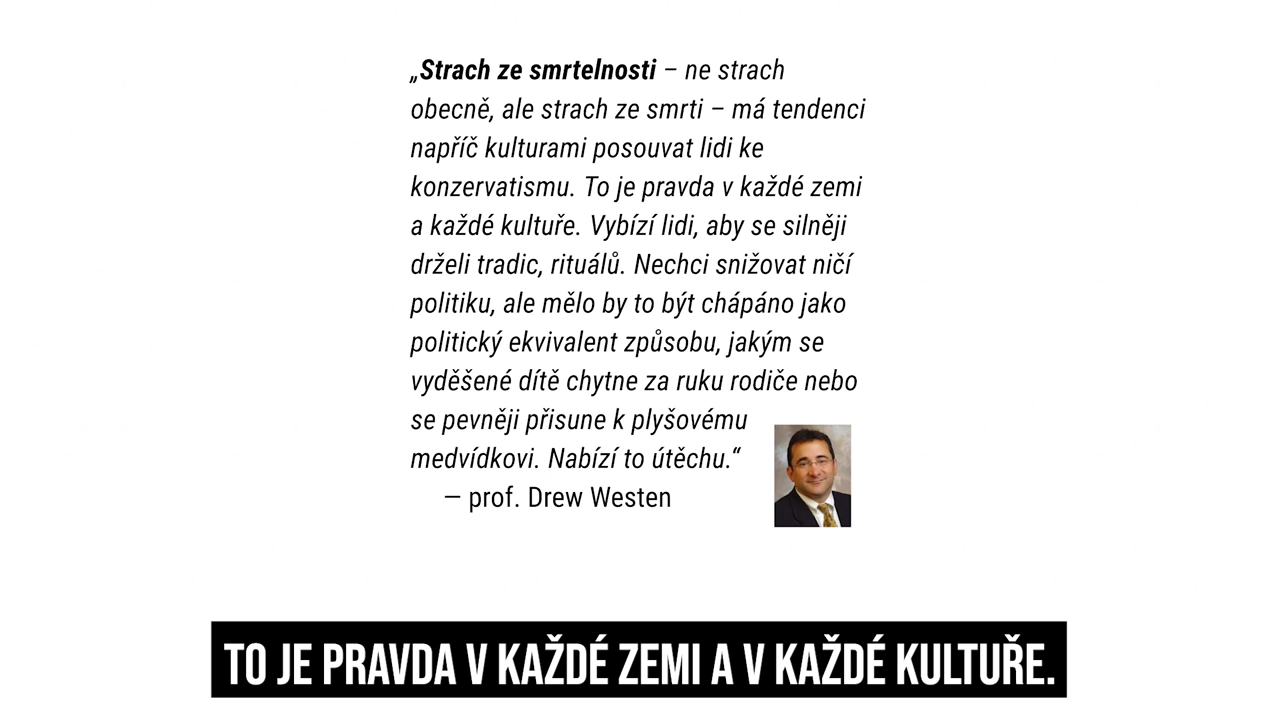 „Strach ze smrtelnosti – ne strach
obecně, ale strach ze smrti – má tendenci
napříč kulturami posouvat lidi ke
konzervatismu. To je pravda v každé zemi
a každé kultuře. Vybízí lidi, aby se silněji
drželi tradic, rituálů. Nechci snižovat ničí
politiku, ale mělo by to být chápáno jako
politický ekvivalent způsobu, jakým se
vyděšené dítě chytne za ruku rodiče nebo
se pevněji přisune k plyšovému
medvídkovi. Nabízí to útěchu.“
— prof. Drew Westen
TO JE PRAVDA V KAŽDÉ ZEMI A V KAŽDÉ KULTUŘE.